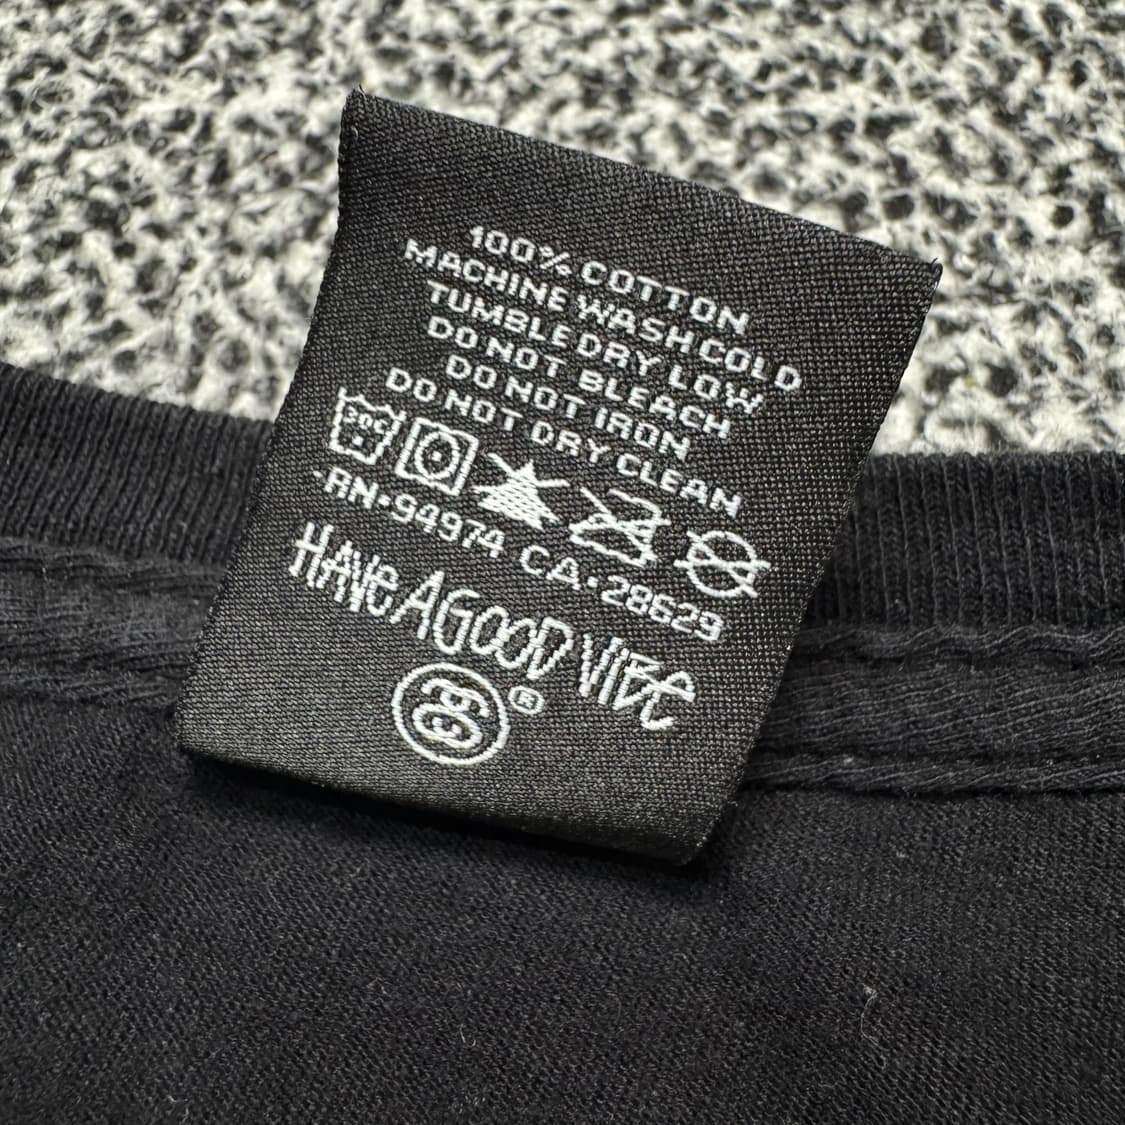 100% COTTON
MACHINE WASH COLD
TUMBLE DRY LOW
DO NOT BLEACH
DO NOT IRON
DO NOT DRY CLEAN
30C
RN•94974 CA•28629
HAVE A GOOD VIBE
®